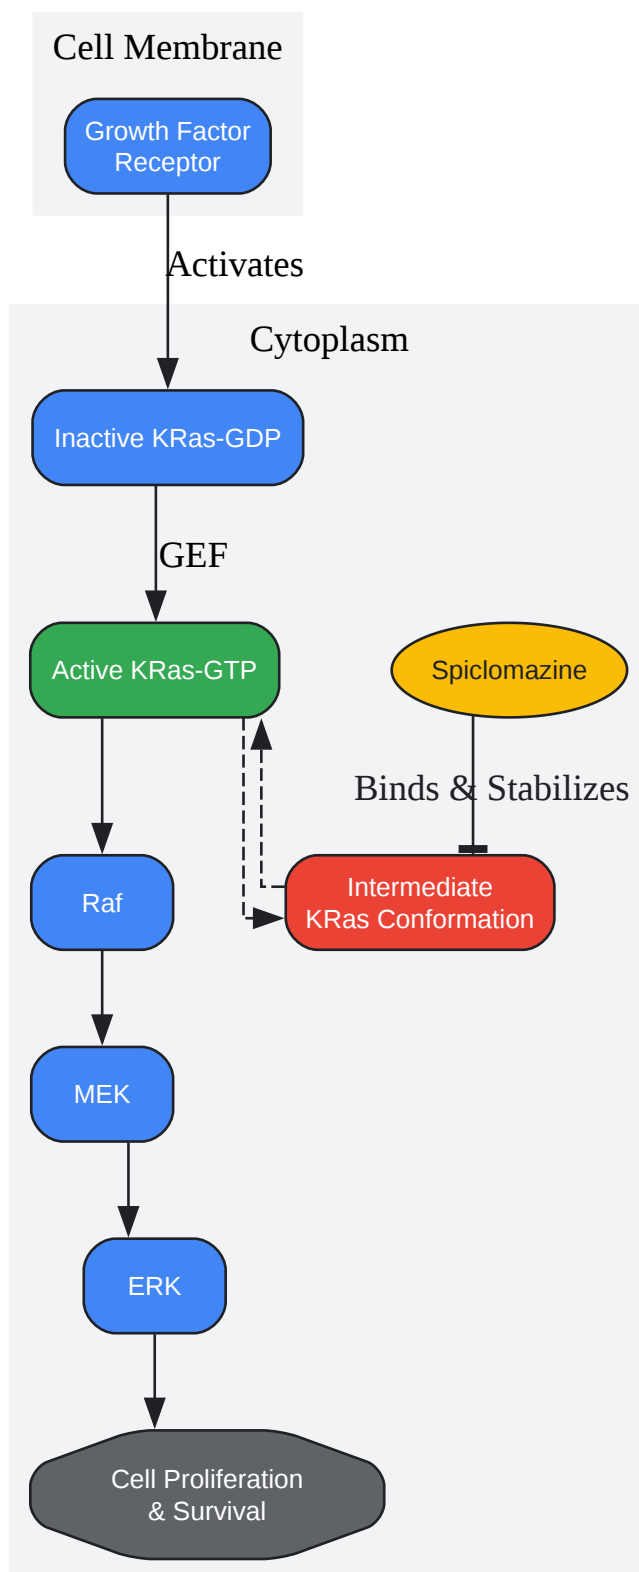 Cell Membrane
Growth Factor
Receptor
Activates
Cytoplasm
Inactive KRas-GDP
GEF
Active KRas-GTP
Spiclomazine
Binds & Stabilizes
Raf
Intermediate
KRas Conformation
MEK
ERK
Cell Proliferation
& Survival